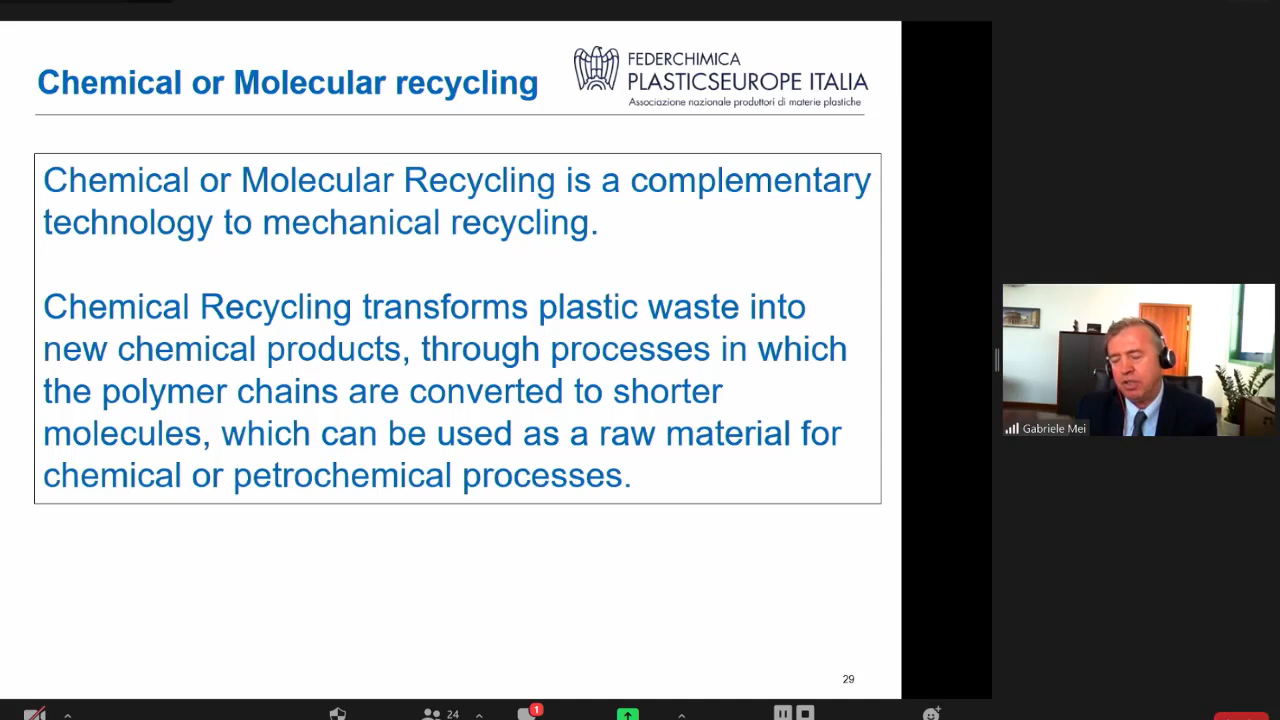 Chemical or Molecular recycling
FEDERCHIMICA
PLASTICSEUROPE ITALIA
Associazione nazionale produttori di materie plastiche
Chemical or Molecular Recycling is a complementary
technology to mechanical recycling.
Chemical Recycling transforms plastic waste into
new chemical products, through processes in which
the polymer chains are converted to shorter
molecules, which can be used as a raw material for
chemical or petrochemical processes.
29
Gabriele Mei
24
1